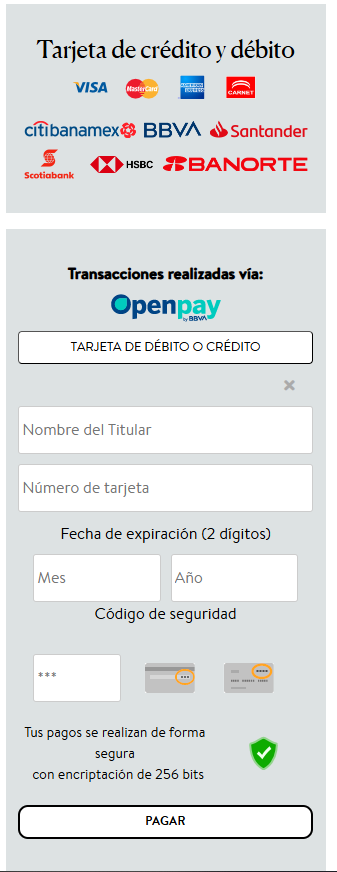 Tarjeta de crédito y débito
VISA MasterCard AMERICAN EXPRESS CARNET
citibanamex BBVA Santander
Scotiabank HSBC BANORTE
Transacciones realizadas vía:
Openpay
by BBVA
TARJETA DE DÉBITO O CRÉDITO
Nombre del Titular
Número de tarjeta
Fecha de expiración (2 dígitos)
Mes Año
Código de seguridad
***
Tus pagos se realizan de forma
segura
con encriptación de 256 bits
PAGAR